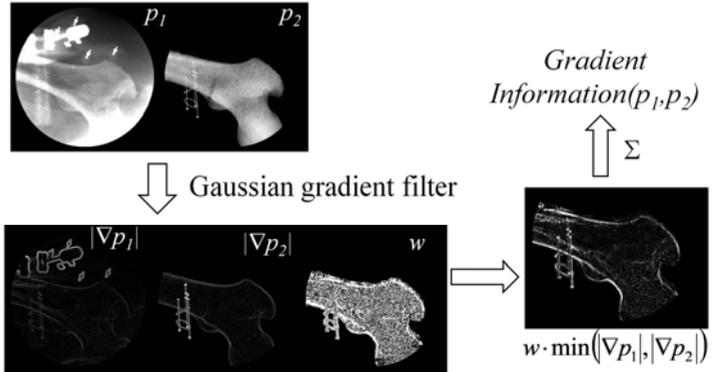 p₁
p₂
Gradient
Information(p₁,p₂)
Σ
Gaussian gradient filter
|∇p₁|
|∇p₂|
w
w·min(|∇p₁|,|∇p₂|)